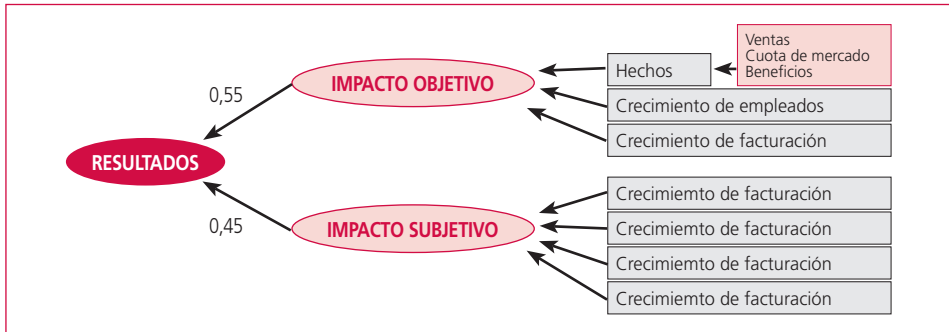 Ventas
Cuota de mercado
Beneficios
IMPACTO OBJETIVO
Hechos
0,55
Crecimiento de empleados
Crecimiento de facturación
RESULTADOS
Crecimiemto de facturación
0,45
IMPACTO SUBJETIVO
Crecimiemto de facturación
Crecimiemto de facturación
Crecimiemto de facturación